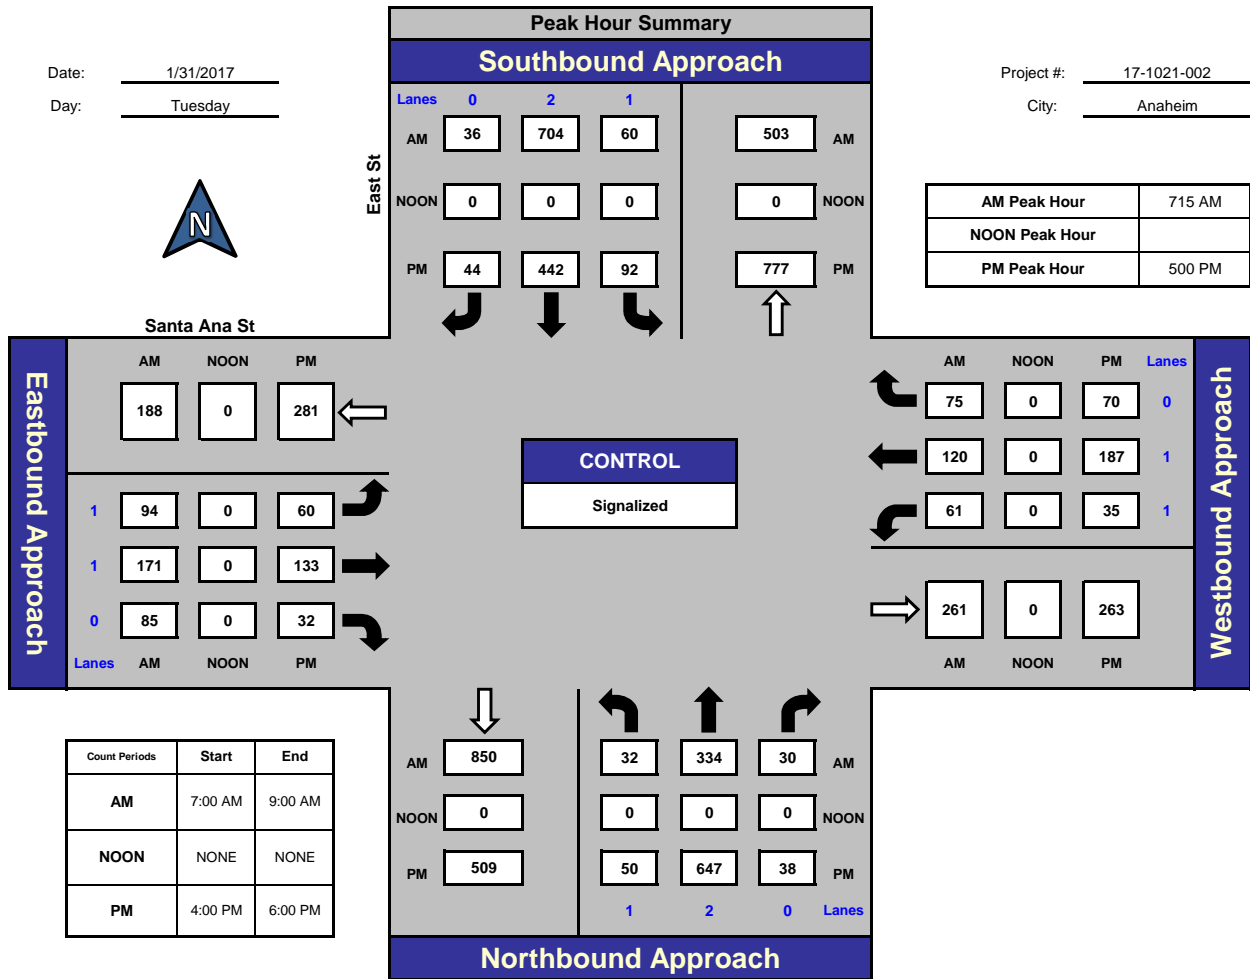 Peak Hour Summary
Southbound Approach
Date: 1/31/2017
Day: Tuesday
Project #: 17-1021-002
City: Anaheim
Lanes 0 2 1
AM 36 704 60 503 AM
NOON 0 0 0 0 NOON
PM 44 442 92 777 PM
East St
N
AM Peak Hour 715 AM
NOON Peak Hour
PM Peak Hour 500 PM
Santa Ana St
Eastbound Approach
AM NOON PM
188 0 281
1 94 0 60
1 171 0 133
0 85 0 32
Lanes AM NOON PM
CONTROL
Signalized
AM NOON PM Lanes
75 0 70 0
120 0 187 1
61 0 35 1
261 0 263
AM NOON PM
Westbound Approach
Count Periods Start End
AM 7:00 AM 9:00 AM
NOON NONE NONE
PM 4:00 PM 6:00 PM
AM 850 32 334 30 AM
NOON 0 0 0 0 NOON
PM 509 50 647 38 PM
1 2 0 Lanes
Northbound Approach